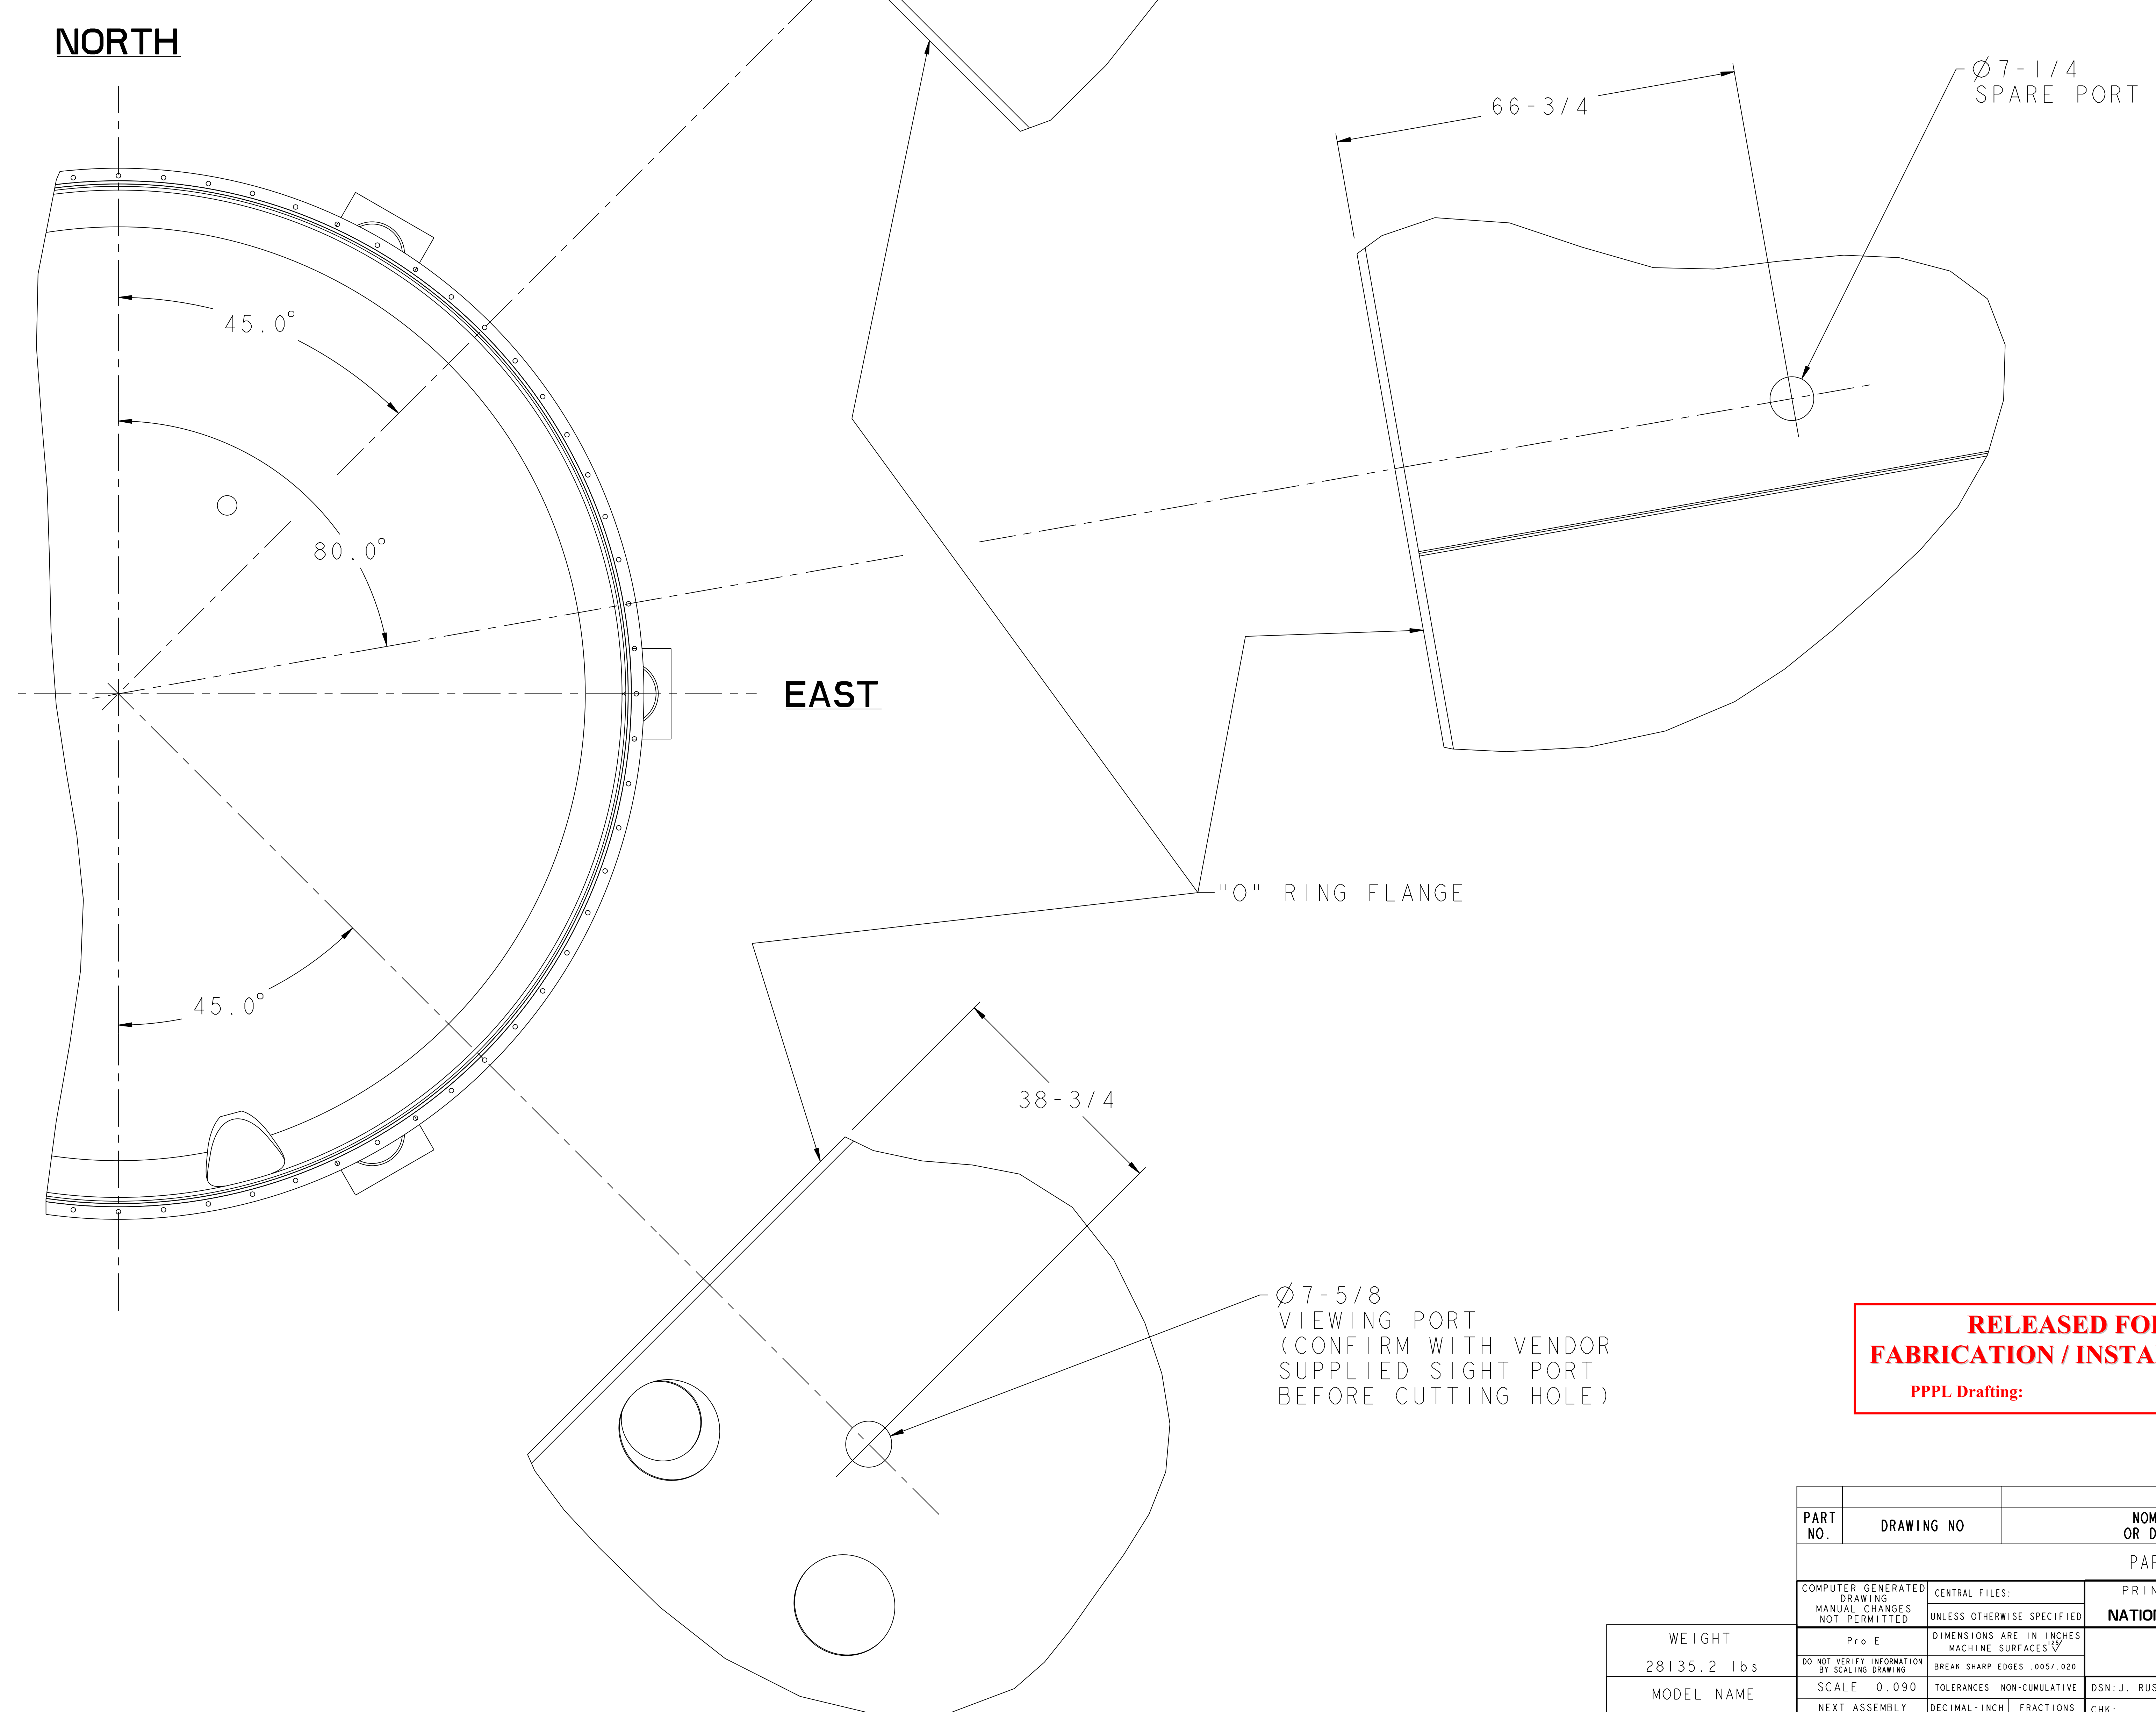 NORTH
Ø7-1/4
SPARE PORT
66-3/4
45.0°
80.0°
EAST
"O" RING FLANGE
45.0°
38-3/4
Ø7-5/8
VIEWING PORT
(CONFIRM WITH VENDOR
SUPPLIED SIGHT PORT
BEFORE CUTTING HOLE)
RELEASED FO
FABRICATION / INSTA
PPPL Drafting:
PART
NO.
DRAWING NO
NOM
OR D
PAR
COMPUTER GENERATED
DRAWING
MANUAL CHANGES
NOT PERMITTED
CENTRAL FILES:
UNLESS OTHERWISE SPECIFIED
PRIN
NATIO
Pro E
DIMENSIONS ARE IN INCHES
MACHINE SURFACES 125
DO NOT VERIFY INFORMATION
BY SCALING DRAWING
BREAK SHARP EDGES .005/.020
WEIGHT
28135.2 lbs
MODEL NAME
SCALE 0.090
TOLERANCES NON-CUMULATIVE
DSN: J. RUS
NEXT ASSEMBLY
DECIMAL-INCH
FRACTIONS
CHK: